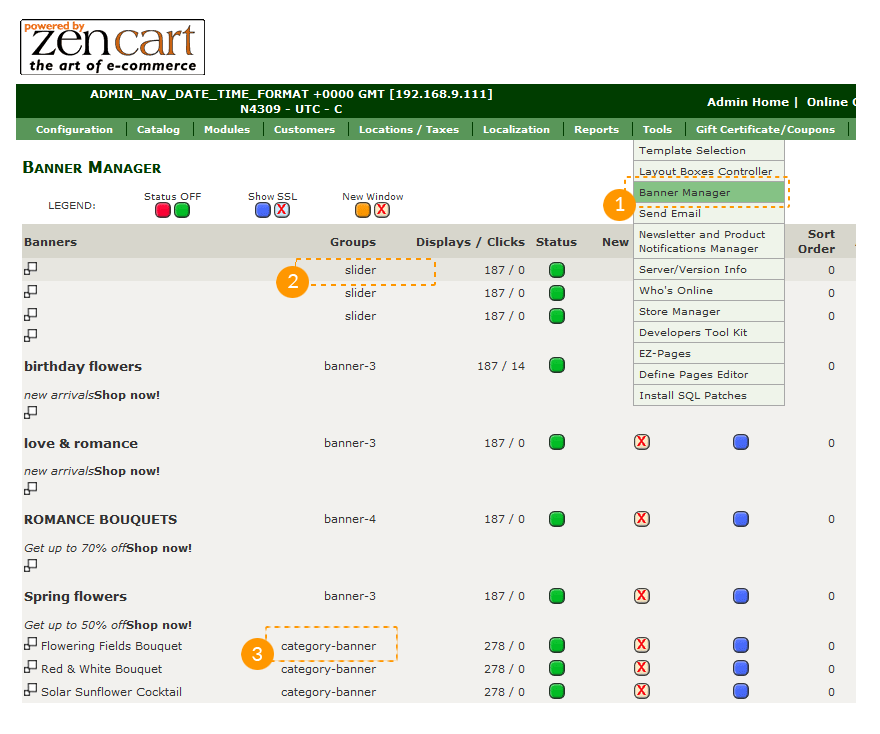 powered by
zen cart
the art of e-commerce
ADMIN_NAV_DATE_TIME_FORMAT +0000 GMT [192.168.9.111]
N4309 - UTC - C
Admin Home | Online
Configuration Catalog Modules Customers Locations / Taxes Localization Reports Tools Gift Certificate/Coupons
Template Selection
Layout Boxes Controller
1 Banner Manager
Send Email
Newsletter and Product
Notifications Manager
Server/Version Info
Who's Online
Store Manager
Developers Tool Kit
EZ-Pages
Define Pages Editor
Install SQL Patches
BANNER MANAGER
LEGEND: Status OFF Show SSL New Window
X X
Banners Groups Displays / Clicks Status New Sort Order
2 slider 187 / 0 0
slider 187 / 0 0
slider 187 / 0 0
birthday flowers banner-3 187 / 14 0
new arrivalsShop now!
love & romance banner-3 187 / 0 X 0
new arrivalsShop now!
ROMANCE BOUQUETS banner-4 187 / 0 X 0
Get up to 70% offShop now!
Spring flowers banner-3 187 / 0 X 0
Get up to 50% offShop now!
Flowering Fields Bouquet 3 category-banner 278 / 0 X 0
Red & White Bouquet category-banner 278 / 0 X 0
Solar Sunflower Cocktail category-banner 278 / 0 X 0